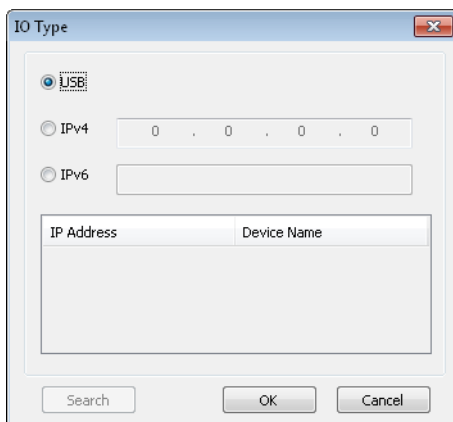 IO Type
USB
IPv4 0 . 0 . 0 . 0
IPv6
IP Address Device Name
Search OK Cancel